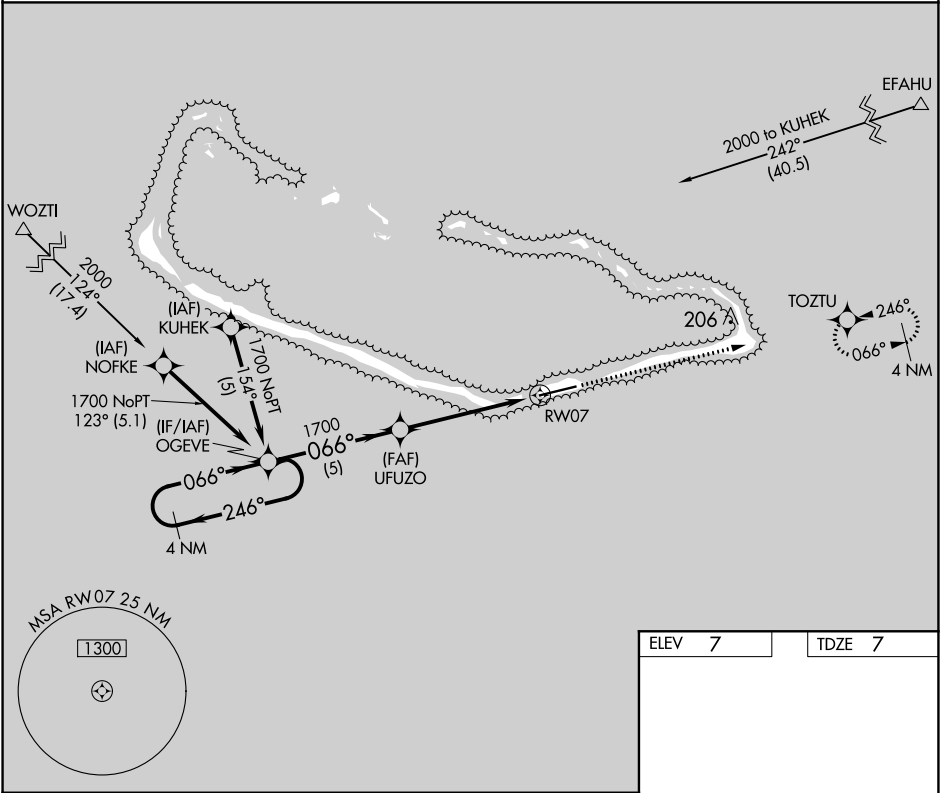 EFAHU
2000 to KUHEK
242°
(40.5)
WOZTI
2000
124°
(17.4)
(IAF)
KUHEK
206
TOZTU
246°
066°
4 NM
(IAF)
NOFKE
1700 NoPT
154°
(5)
1700 NoPT
123° (5.1)
(IF/IAF)
OGEVE
1700
066°
(5)
(FAF)
UFUZO
RW07
066°
246°
4 NM
MSA RW07 25 NM
1300
ELEV 7
TDZE 7